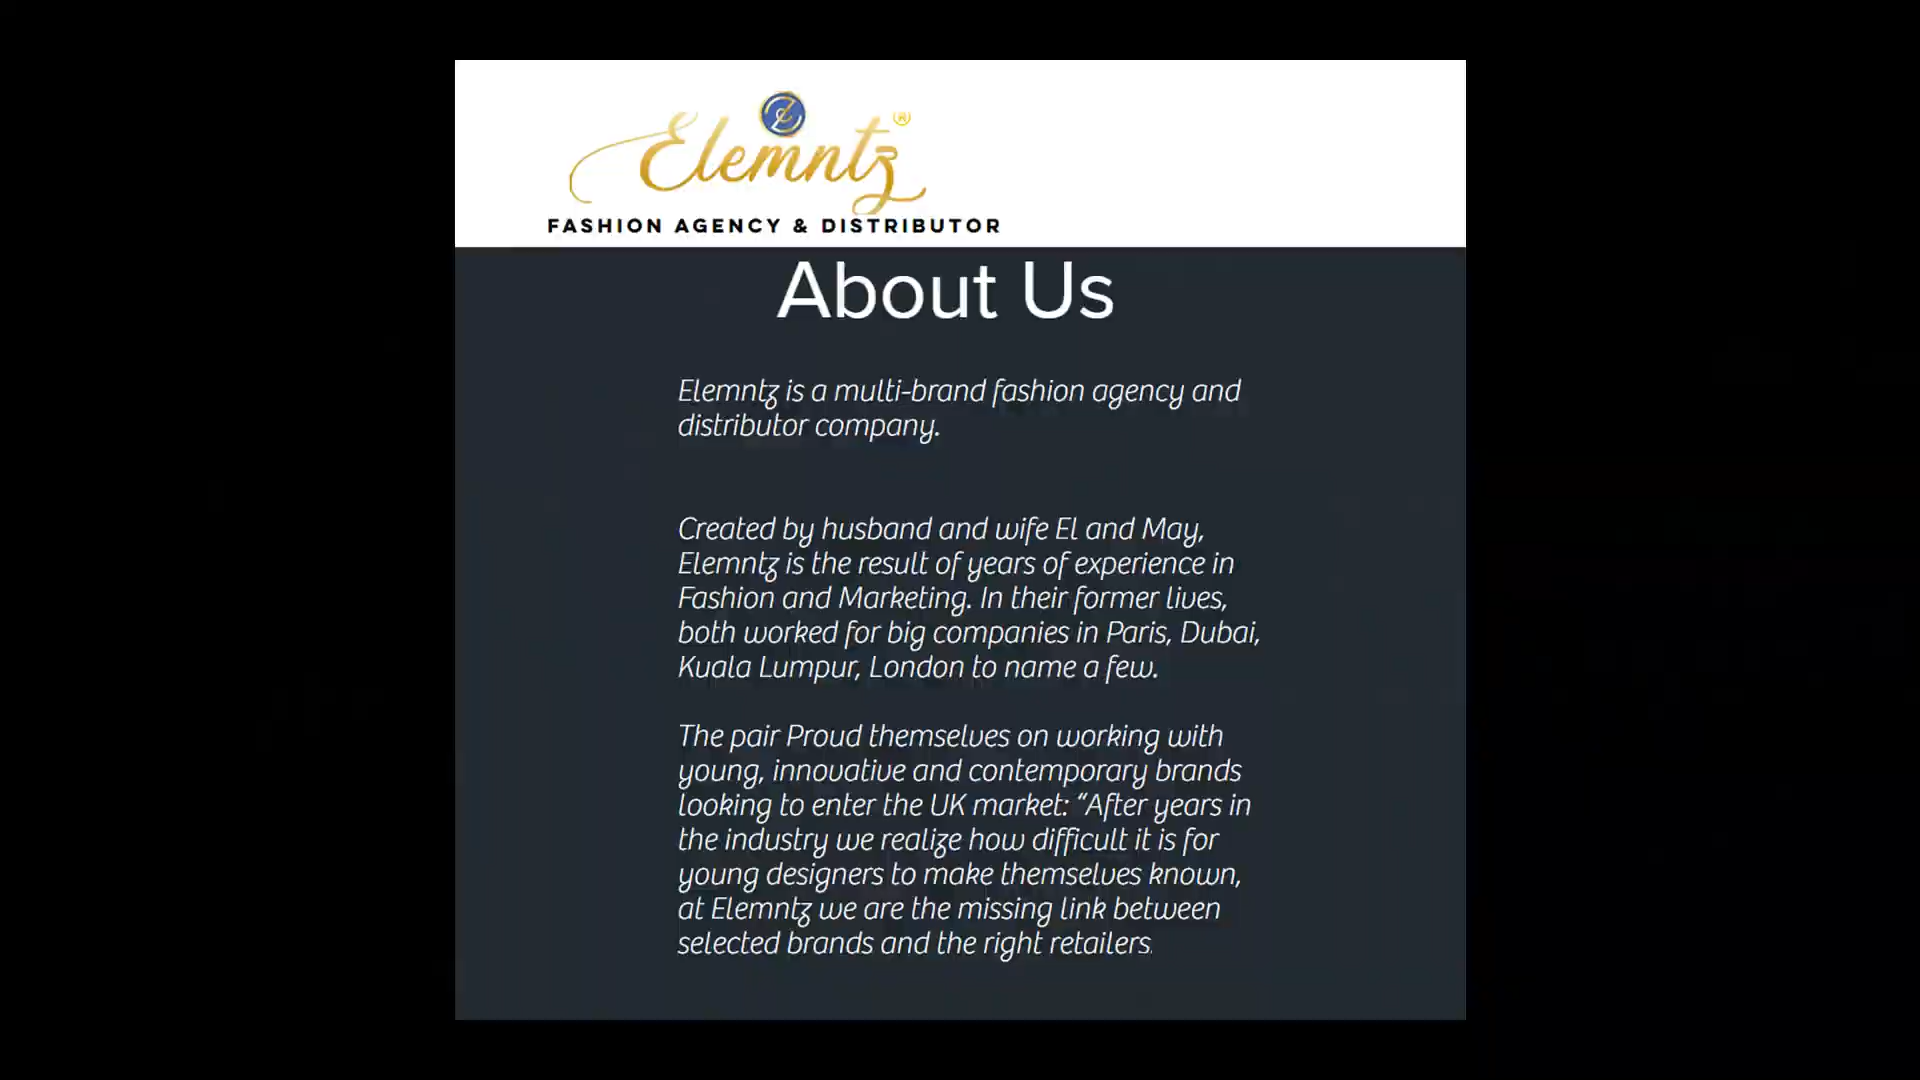 Elemntz®
FASHION AGENCY & DISTRIBUTOR
About Us
Elemntz is a multi-brand fashion agency and
distributor company.
Created by husband and wife El and May,
Elemntz is the result of years of experience in
Fashion and Marketing. In their former lives,
both worked for big companies in Paris, Dubai,
Kuala Lumpur, London to name a few.
The pair Proud themselves on working with
young, innovative and contemporary brands
looking to enter the UK market: “After years in
the industry we realize how difficult it is for
young designers to make themselves known,
at Elemntz we are the missing link between
selected brands and the right retailers.